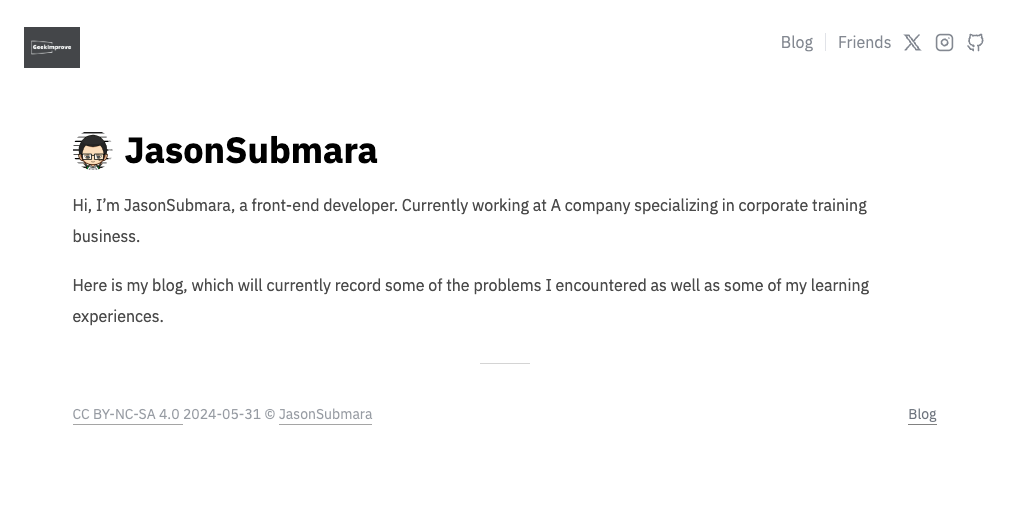 GeekImprove
Blog
Friends
JasonSubmara
Hi, I’m JasonSubmara, a front-end developer. Currently working at A company specializing in corporate training
business.
Here is my blog, which will currently record some of the problems I encountered as well as some of my learning
experiences.
CC BY-NC-SA 4.0 2024-05-31 © JasonSubmara
Blog